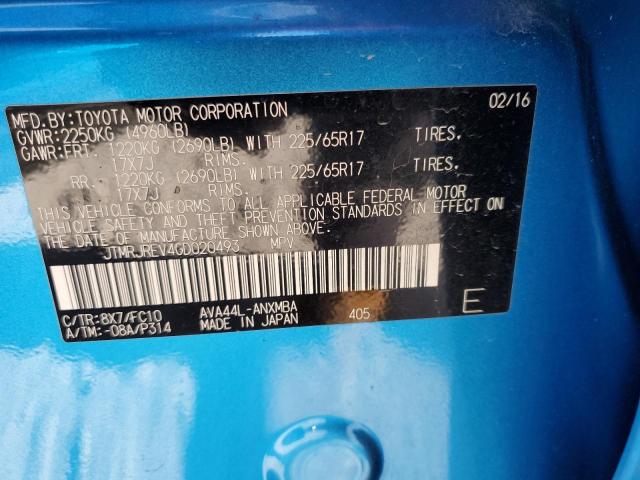 MFD.BY:TOYOTA MOTOR CORPORATION 02/16
GVWR:2250KG (4960LB)
GAWR:FRT. 1220KG (2690LB) WITH 225/65R17 TIRES.
17X7J RIMS.
RR. 1220KG (2690LB) WITH 225/65R17 TIRES.
17X7J RIMS.
THIS VEHICLE CONFORMS TO ALL APPLICABLE FEDERAL MOTOR
VEHICLE SAFETY AND THEFT PREVENTION STANDARDS IN EFFECT ON
THE DATE OF MANUFACTURE SHOWN ABOVE.
JTMRJREV4GD020493 MPV
C/TR:8X7/FC10 AVA44L-ANXMBA 405 E
A/TM:-08A/P314 MADE IN JAPAN